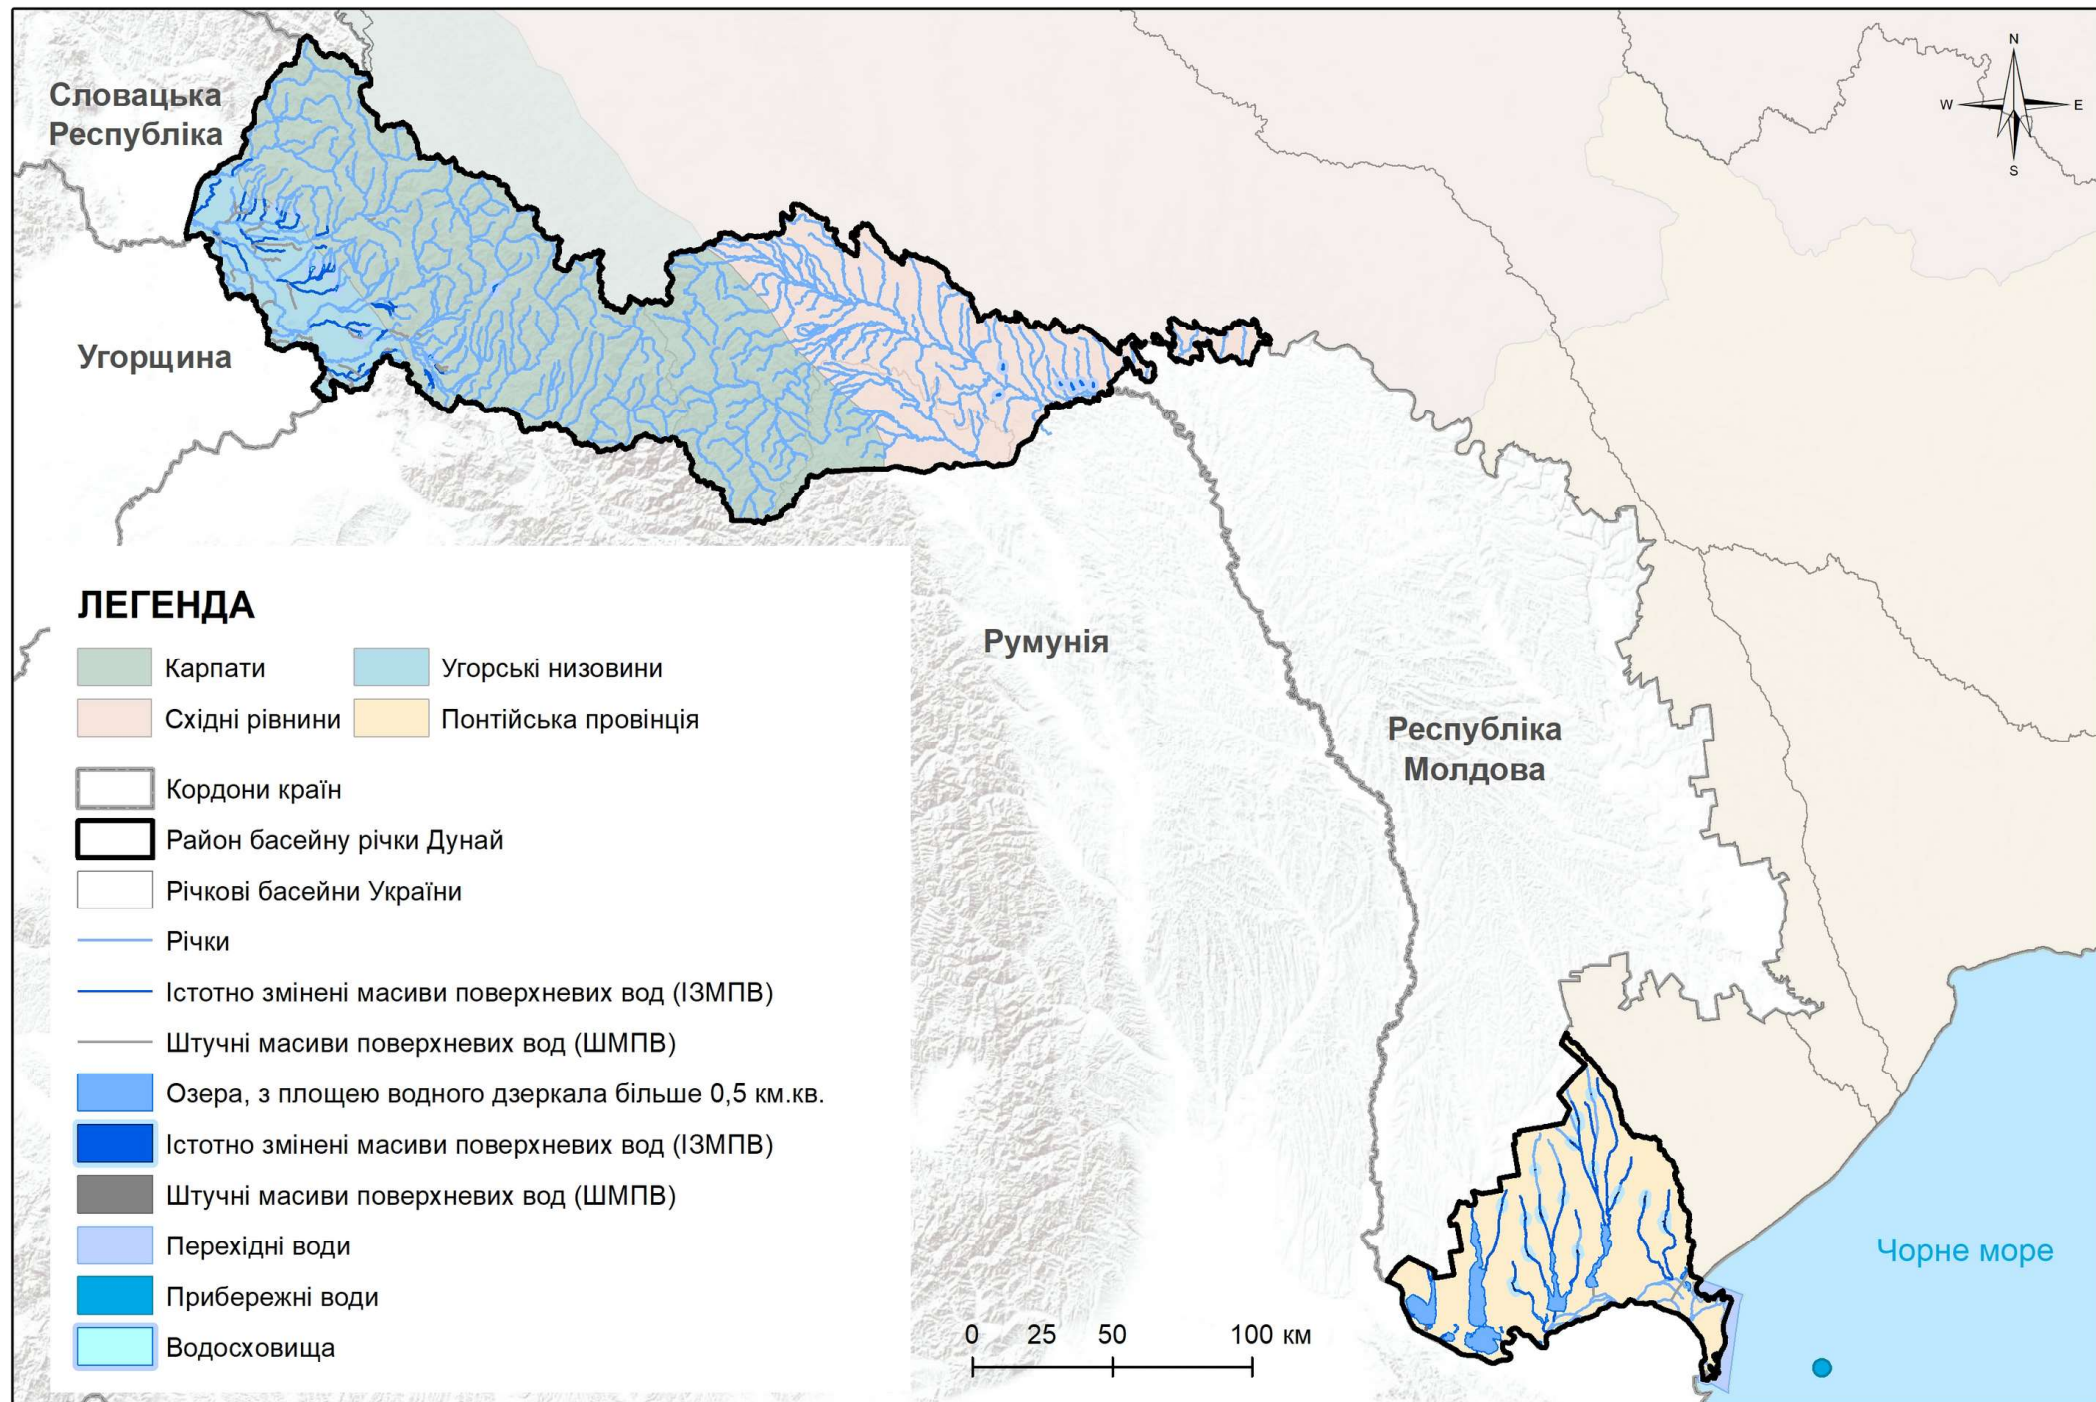 Словацька
Республіка
N
W
E
S
Угорщина
ЛЕГЕНДА
Карпати
Угорські низовини
Східні рівнини
Понтійська провінція
Кордони країн
Район басейну річки Дунай
Річкові басейни України
Річки
Істотно змінені масиви поверхневих вод (ІЗМПВ)
Штучні масиви поверхневих вод (ШМПВ)
Озера, з площею водного дзеркала більше 0,5 км.кв.
Істотно змінені масиви поверхневих вод (ІЗМПВ)
Штучні масиви поверхневих вод (ШМПВ)
Перехідні води
Прибережні води
Водосховища
Румунія
Республіка
Молдова
Чорне море
0 25 50 100 км